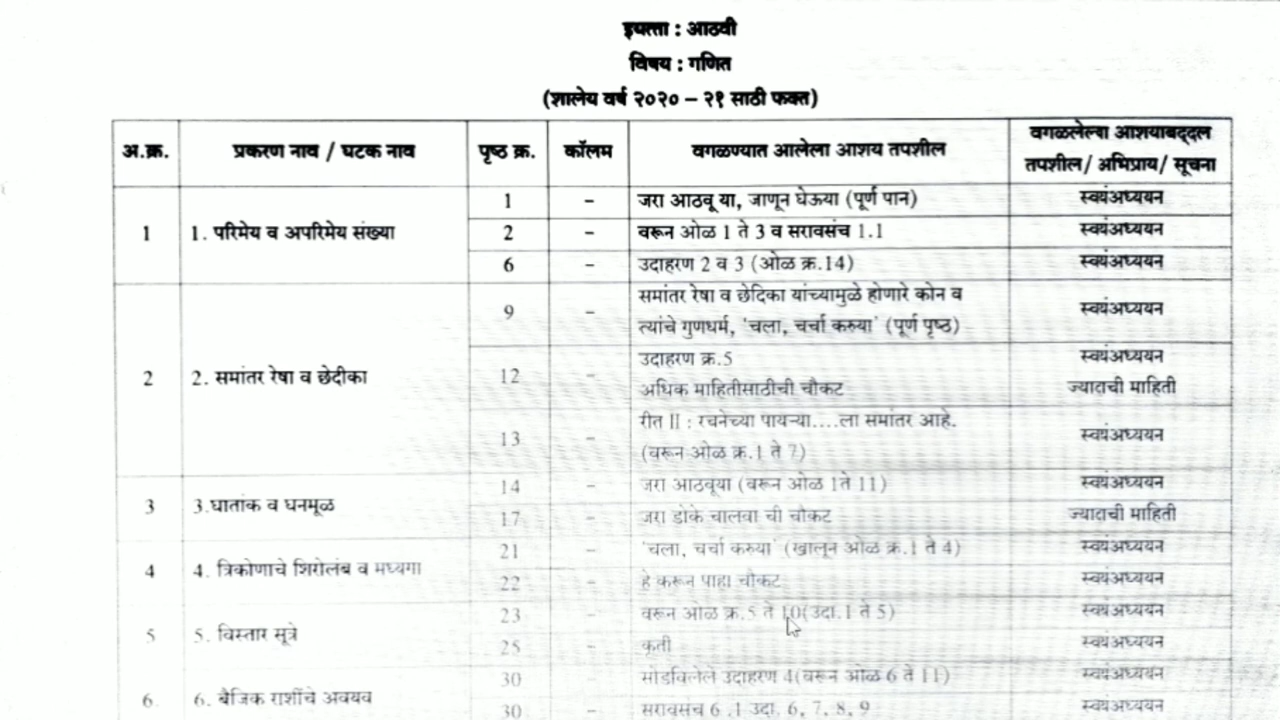 इयत्ता : आठवी
विषय : गणित
(शालेय वर्ष २०२० – २१ साठी फक्त)
अ.क्र. प्रकरण नाव / घटक नाव पृष्ठ क्र. कॉलम वगळण्यात आलेला आशय तपशील वगळलेल्या आशयाबद्दल
तपशील/ अभिप्राय/ सूचना
1 1. परिमेय व अपरिमेय संख्या 1 – जरा आठवू या, जाणून घेऊया (पूर्ण पान) स्वयंअध्ययन
2 – वरून ओळ 1 ते 3 व सरावसंच 1.1 स्वयंअध्ययन
6 – उदाहरण 2 व 3 (ओळ क्र.14) स्वयंअध्ययन
2 2. समांतर रेषा व छेदीका 9 – समांतर रेषा व छेदिका यांच्यामुळे होणारे कोन व
त्यांचे गुणधर्म, 'चला, चर्चा करुया' (पूर्ण पृष्ठ) स्वयंअध्ययन
12 – उदाहरण क्र.5 स्वयंअध्ययन
अधिक माहितीसाठीची चौकट ज्यादाची माहिती
13 – रीत II : रचनेच्या पायऱ्या....ला समांतर आहे. स्वयंअध्ययन
(वरून ओळ क्र.1 ते 7)
3 3.घातांक व घनमूळ 14 – जरा आठवूया (वरून ओळ 1ते 11) स्वयंअध्ययन
17 – जरा डोके चालवा ची चौकट ज्यादाची माहिती
4 4. त्रिकोणाचे शिरोलंब व मध्यगा 21 – 'चला, चर्चा करुया' (खालून ओळ क्र.1 ते 4) स्वयंअध्ययन
22 – हे करून पाहा चौकट स्वयंअध्ययन
5 5. विस्तार सूत्रे 23 – वरून ओळ क्र.5 ते 10(उदा.1 ते 5) स्वयंअध्ययन
25 – कृती स्वयंअध्ययन
6. 6. बैजिक राशींचे अवयव 30 – सोडविलेले उदाहरण 4(वरून ओळ 6 ते 11) स्वयंअध्ययन
30 – सरावसंच 6 .1 उदा. 6, 7, 8, 9 स्वयंअध्ययन